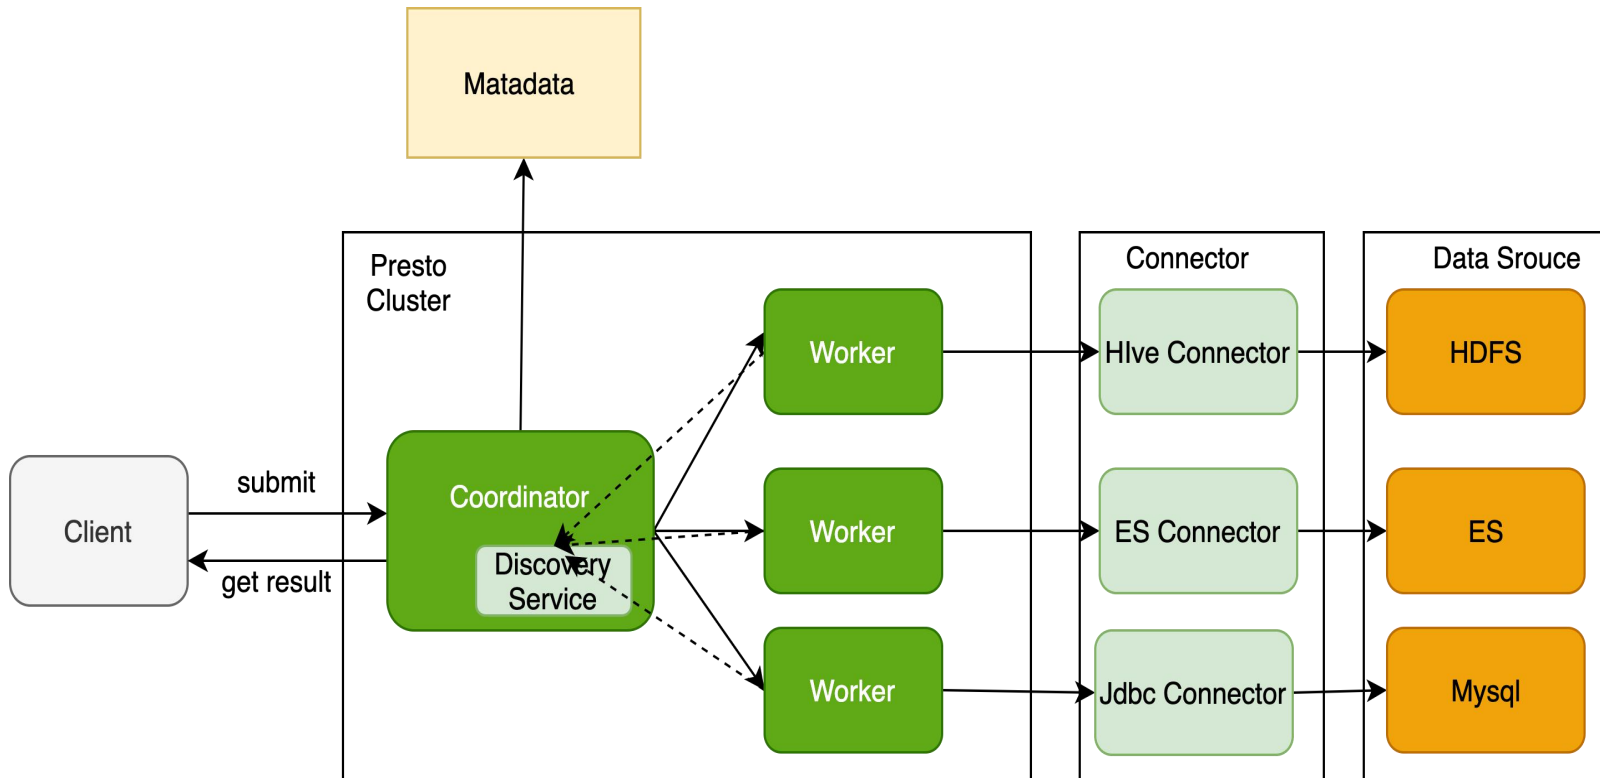 Matadata
Presto
Cluster
Connector
Data Srouce
Worker
HIve Connector
HDFS
Client
submit
get result
Coordinator
Discovery
Service
Worker
ES Connector
ES
Worker
Jdbc Connector
Mysql